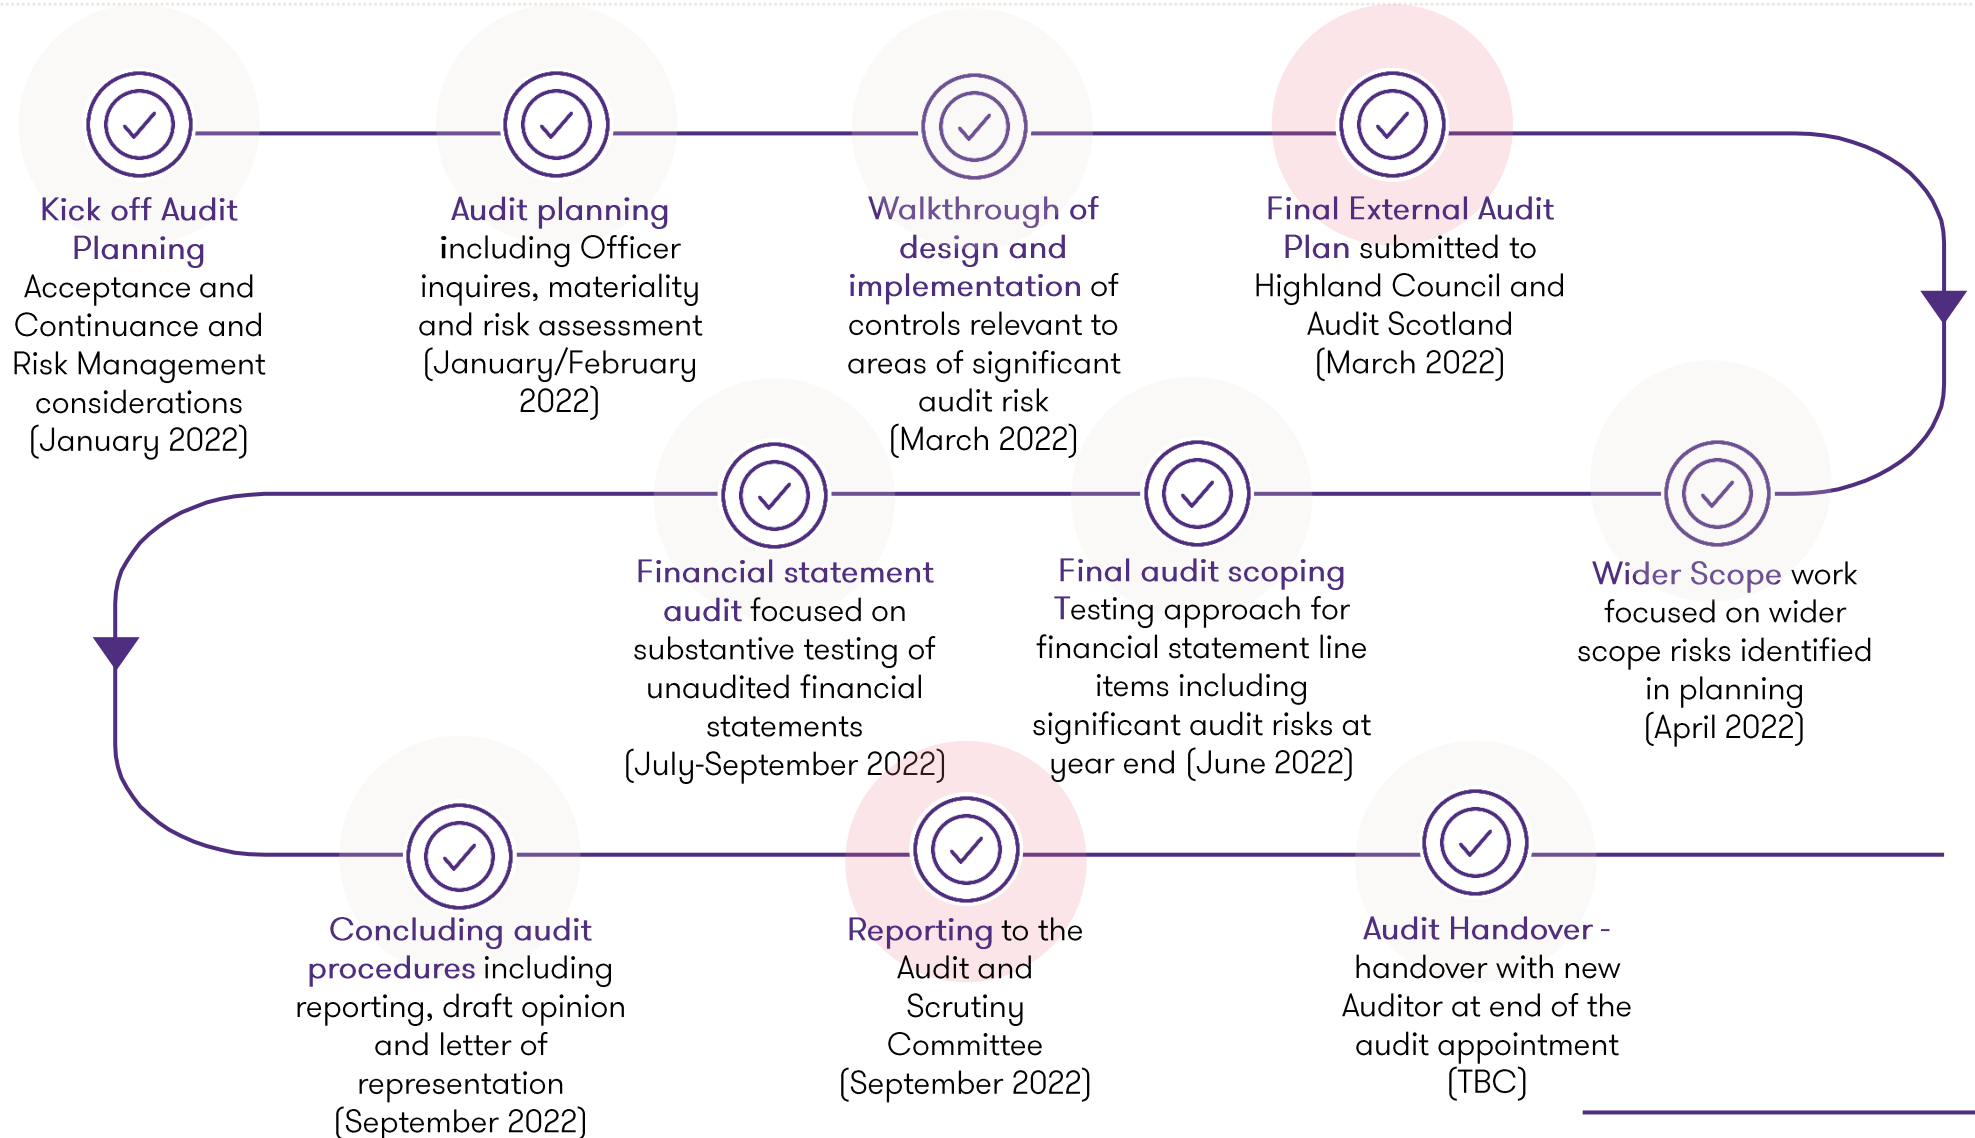 Kick off Audit
Planning
Acceptance and
Continuance and
Risk Management
considerations
(January 2022)
Audit planning
including Officer
inquires, materiality
and risk assessment
(January/February
2022)
Walkthrough of
design and
implementation of
controls relevant to
areas of significant
audit risk
(March 2022)
Final External Audit
Plan submitted to
Highland Council and
Audit Scotland
(March 2022)
Wider Scope work
focused on wider
scope risks identified
in planning
(April 2022)
Final audit scoping
Testing approach for
financial statement line
items including
significant audit risks at
year end (June 2022)
Financial statement
audit focused on
substantive testing of
unaudited financial
statements
(July-September 2022)
Concluding audit
procedures including
reporting, draft opinion
and letter of
representation
(September 2022)
Reporting to the
Audit and
Scrutiny
Committee
(September 2022)
Audit Handover -
handover with new
Auditor at end of the
audit appointment
(TBC)